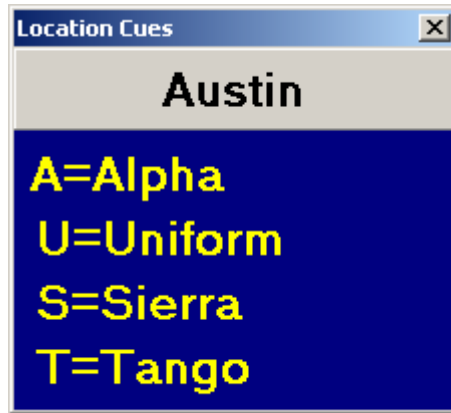 Location Cues
Austin
A=Alpha
U=Uniform
S=Sierra
T=Tango